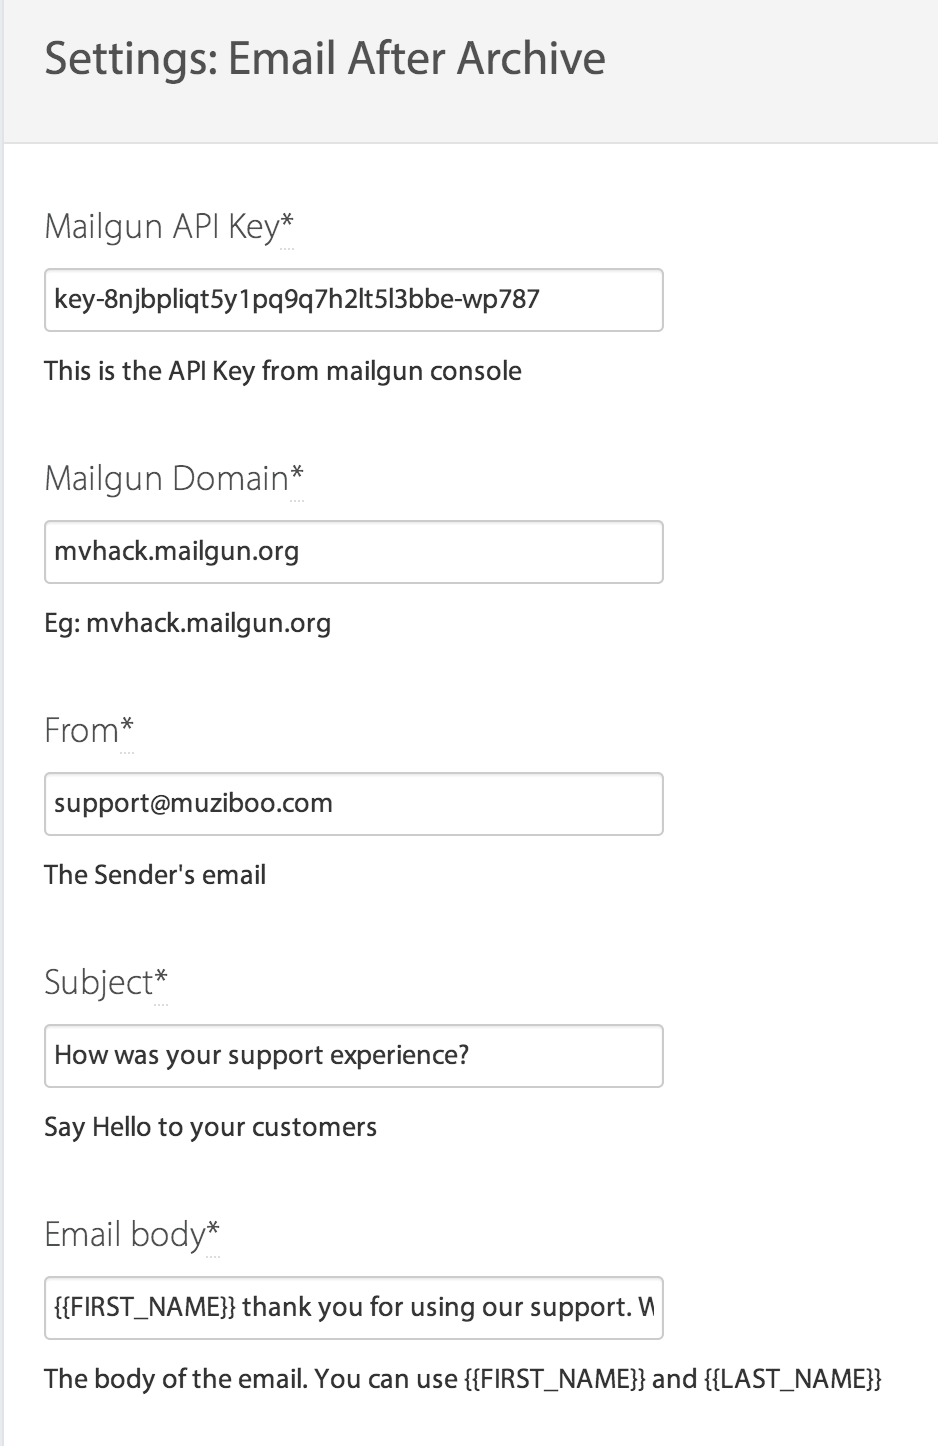 Settings: Email After Archive
Mailgun API Key*
key-8njbpliqt5y1pq9q7h2lt5l3bbe-wp787
This is the API Key from mailgun console
Mailgun Domain*
mvhack.mailgun.org
Eg: mvhack.mailgun.org
From*
support@muziboo.com
The Sender's email
Subject*
How was your support experience?
Say Hello to your customers
Email body*
{{FIRST_NAME}} thank you for using our support.
The body of the email. You can use {{FIRST_NAME}} and {{LAST_NAME}}